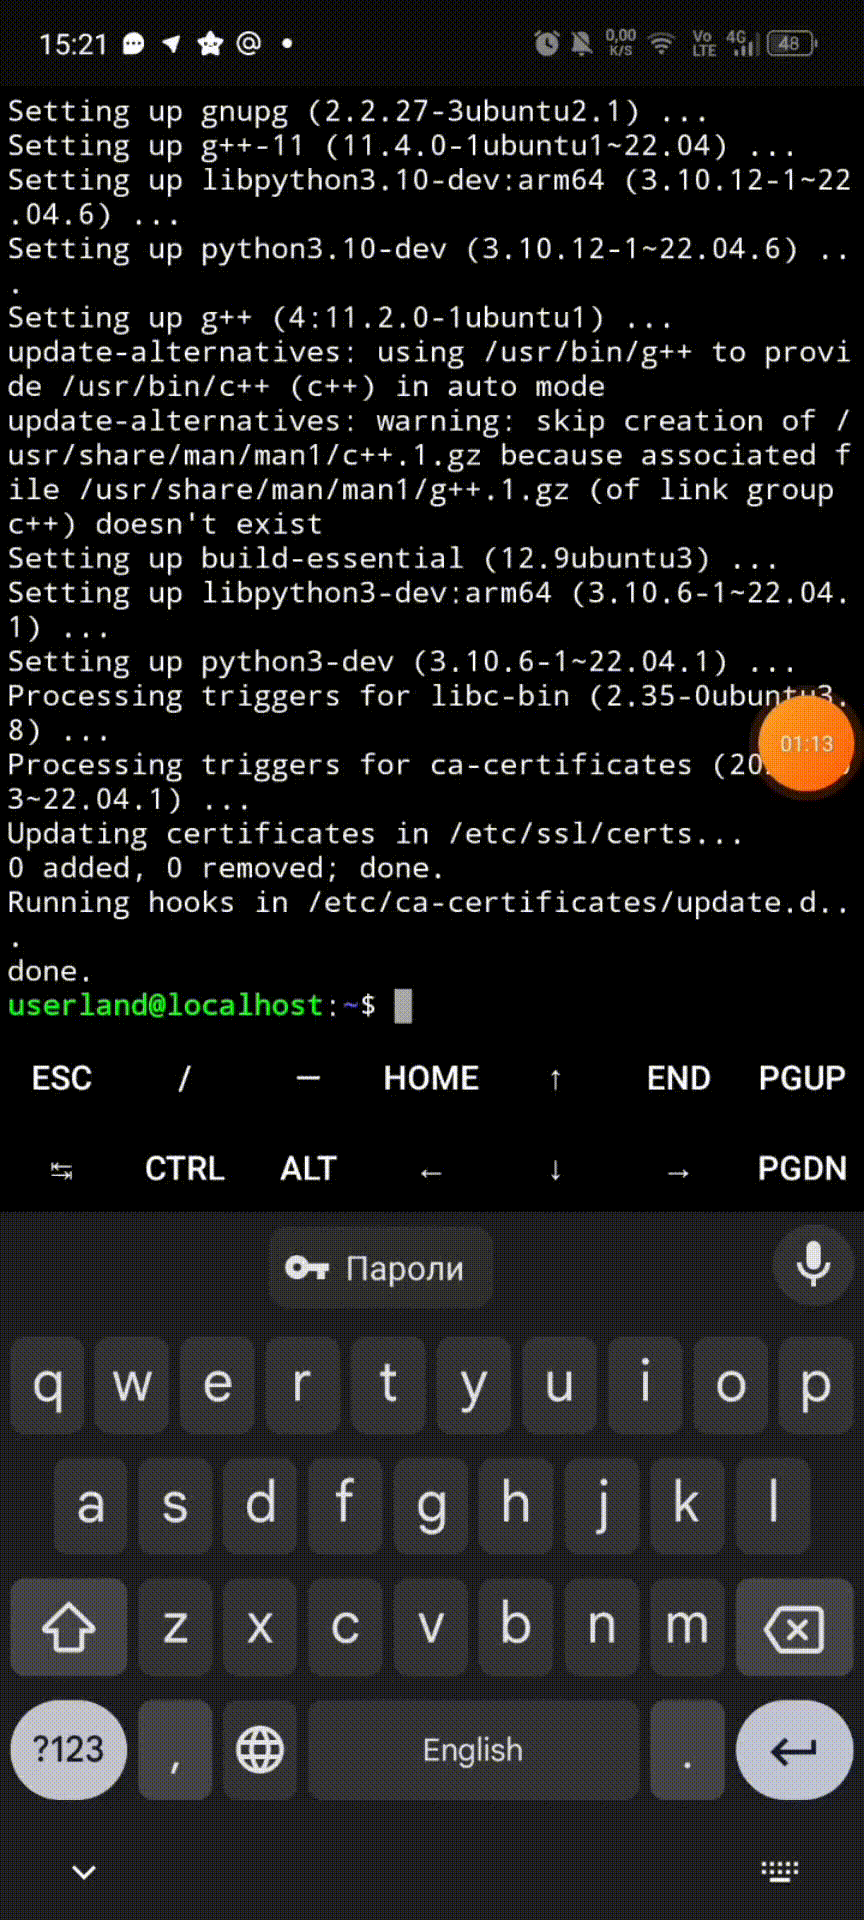 15:21 0,00 K/S Vo LTE 4G 48
Setting up gnupg (2.2.27-3ubuntu2.1) ...
Setting up g++-11 (11.4.0-1ubuntu1~22.04) ...
Setting up libpython3.10-dev:arm64 (3.10.12-1~22
.04.6) ...
Setting up python3.10-dev (3.10.12-1~22.04.6) ..
.
Setting up g++ (4:11.2.0-1ubuntu1) ...
update-alternatives: using /usr/bin/g++ to provi
de /usr/bin/c++ (c++) in auto mode
update-alternatives: warning: skip creation of /
usr/share/man/man1/c++.1.gz because associated f
ile /usr/share/man/man1/g++.1.gz (of link group
c++) doesn't exist
Setting up build-essential (12.9ubuntu3) ...
Setting up libpython3-dev:arm64 (3.10.6-1~22.04.
1) ...
Setting up python3-dev (3.10.6-1~22.04.1) ...
Processing triggers for libc-bin (2.35-0ubuntu3.
8) ...
01:13
Processing triggers for ca-certificates
3~22.04.1) ...
Updating certificates in /etc/ssl/certs...
0 added, 0 removed; done.
Running hooks in /etc/ca-certificates/update.d..
.
done.
userland@localhost:~$
ESC / — HOME ↑ END PGUP
↹ CTRL ALT ← ↓ → PGDN
Пароли
q w e r t y u i o p
a s d f g h j k l
z x c v b n m
?123 , English .